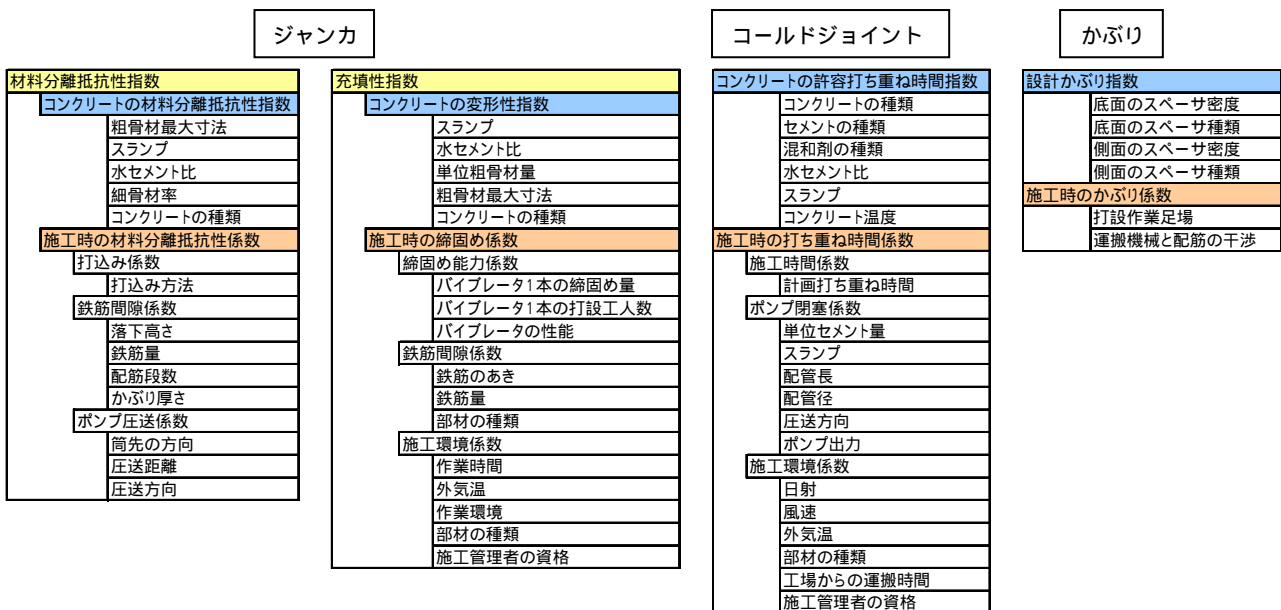 ジャンカ
コールドジョイント
かぶり
材料分離抵抗性指数
コンクリートの材料分離抵抗性指数
粗骨材最大寸法
スランプ
水セメント比
細骨材率
コンクリートの種類
施工時の材料分離抵抗性係数
打込み係数
打込み方法
鉄筋間隙係数
落下高さ
鉄筋量
配筋段数
かぶり厚さ
ポンプ圧送係数
筒先の方向
圧送距離
圧送方向
充填性指数
コンクリートの変形性指数
スランプ
水セメント比
単位粗骨材量
粗骨材最大寸法
コンクリートの種類
施工時の締固め係数
締固め能力係数
バイブレータ1本の締固め量
バイブレータ1本の打設工人数
バイブレータの性能
鉄筋間隙係数
鉄筋のあき
鉄筋量
部材の種類
施工環境係数
作業時間
外気温
作業環境
部材の種類
施工管理者の資格
コンクリートの許容打ち重ね時間指数
コンクリートの種類
セメントの種類
混和剤の種類
水セメント比
スランプ
コンクリート温度
施工時の打ち重ね時間係数
施工時間係数
計画打ち重ね時間
ポンプ閉塞係数
単位セメント量
スランプ
配管長
配管径
圧送方向
ポンプ出力
施工環境係数
日射
風速
外気温
部材の種類
工場からの運搬時間
施工管理者の資格
設計かぶり指数
底面のスペーサ密度
底面のスペーサ種類
側面のスペーサ密度
側面のスペーサ種類
施工時のかぶり係数
打設作業足場
運搬機械と配筋の干渉